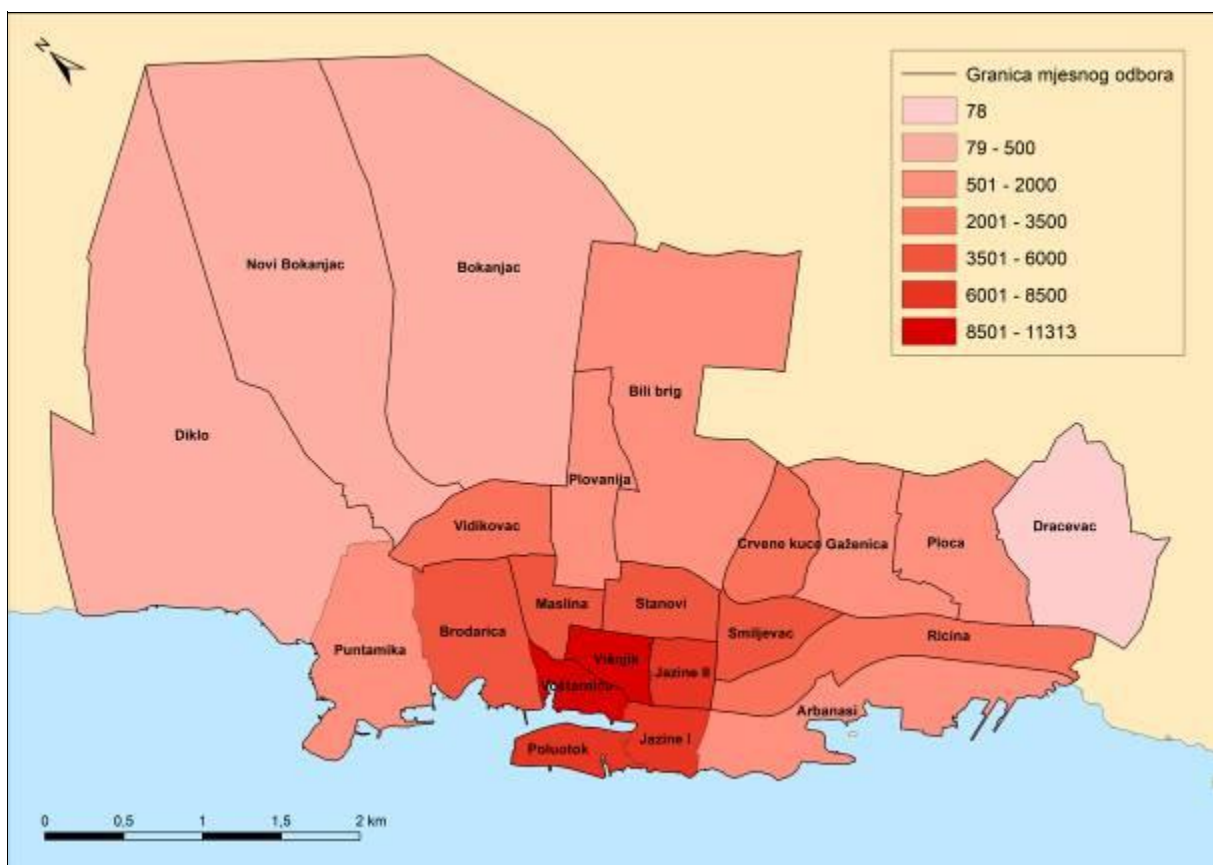 N
Granica mjesnog odbora
78
79 - 500
501 - 2000
2001 - 3500
3501 - 6000
6001 - 8500
8501 - 11313
Novi Bokanjac
Bokanjac
Bili brig
Diklo
Plovanija
Vidikovac
Crvene kuce
Gaženica
Ploca
Dracevac
Maslina
Stanovi
Brodarica
Smiljevac
Ricina
Puntamika
Višnjik
Jazine II
Voštarnica
Arbanasi
Poluotok
Jazine I
0 0,5 1 1,5 2 km